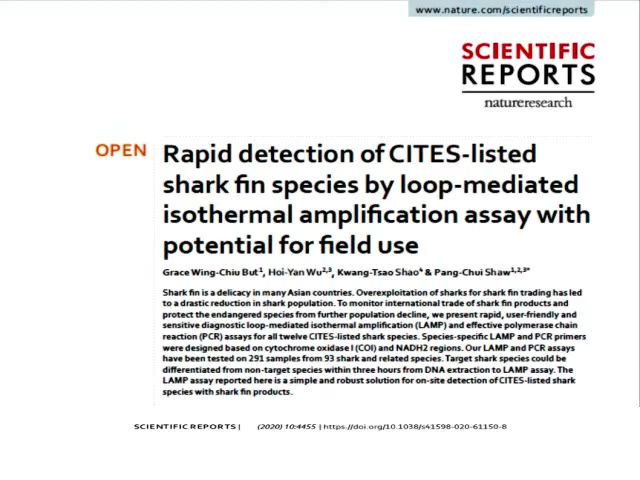 www.nature.com/scientificreports
SCIENTIFIC
REPORTS
natureresearch
OPEN
Rapid detection of CITES-listed
shark fin species by loop-mediated
isothermal amplification assay with
potential for field use
Grace Wing-Chiu But1, Hoi-Yan Wu2,3, Kwang-Tsao Shao4 & Pang-Chui Shaw1,2,3*
Shark fin is a delicacy in many Asian countries. Overexploitation of sharks for shark fin trading has led
to a drastic reduction in shark population. To monitor international trade of shark fin products and
protect the endangered species from further population decline, we present rapid, user-friendly and
sensitive diagnostic loop-mediated isothermal amplification (LAMP) and effective polymerase chain
reaction (PCR) assays for all twelve CITES-listed shark species. Species-specific LAMP and PCR primers
were designed based on cytochrome oxidase I (COI) and NADH2 regions. Our LAMP and PCR assays
have been tested on 291 samples from 93 shark and related species. Target shark species could be
differentiated from non-target species within three hours from DNA extraction to LAMP assay. The
LAMP assay reported here is a simple and robust solution for on-site detection of CITES-listed shark
species with shark fin products.
SCIENTIFIC REPORTS | (2020) 10:4455 | https://doi.org/10.1038/s41598-020-61150-8